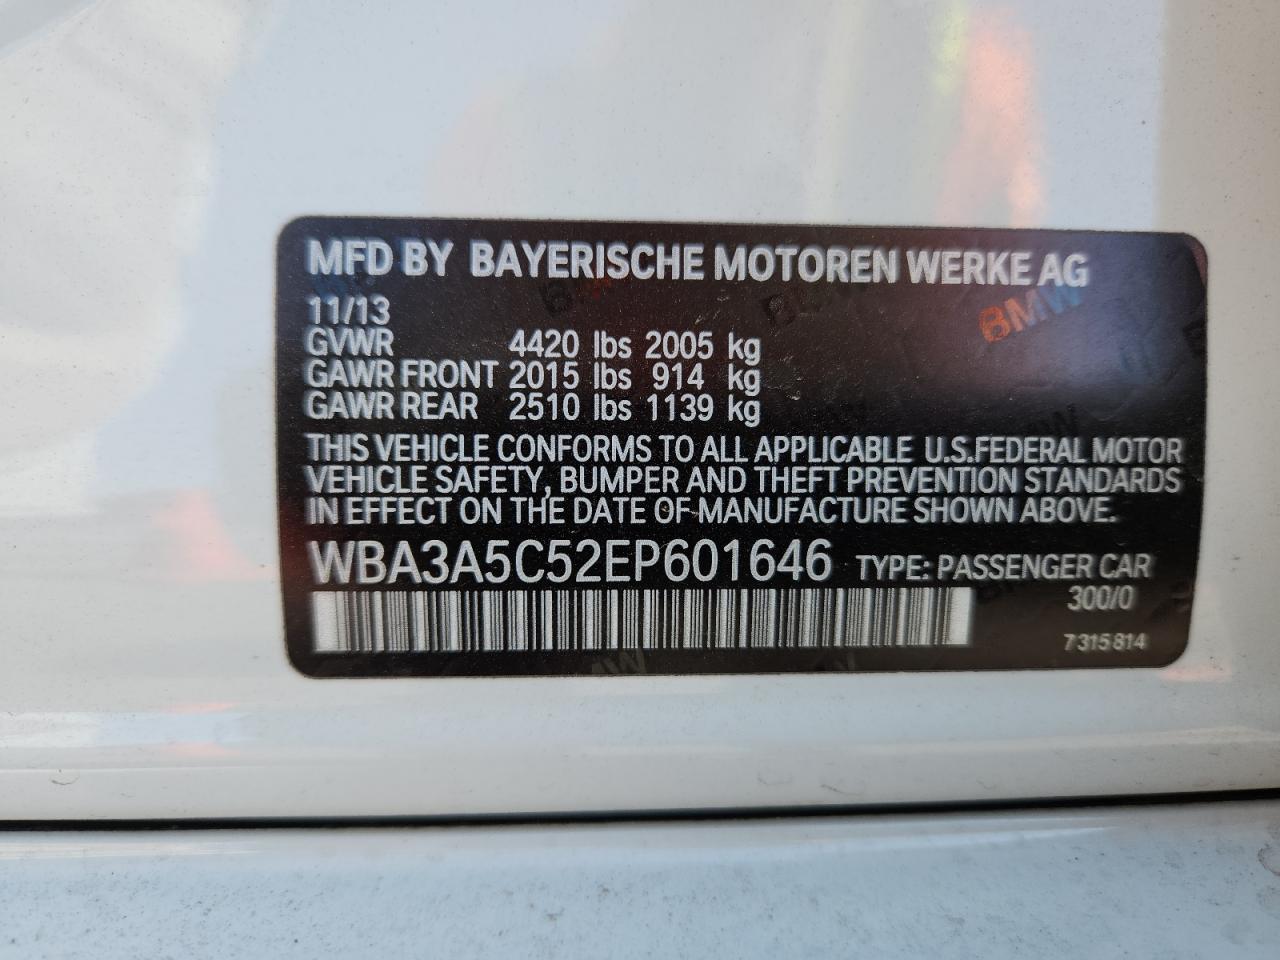 MFD BY BAYERISCHE MOTOREN WERKE AG
11/13
GVWR 4420 lbs 2005 kg
GAWR FRONT 2015 lbs 914 kg
GAWR REAR 2510 lbs 1139 kg
THIS VEHICLE CONFORMS TO ALL APPLICABLE U.S.FEDERAL MOTOR
VEHICLE SAFETY, BUMPER AND THEFT PREVENTION STANDARDS
IN EFFECT ON THE DATE OF MANUFACTURE SHOWN ABOVE.
WBA3A5C52EP601646 TYPE: PASSENGER CAR
300/0
7315814
BMW